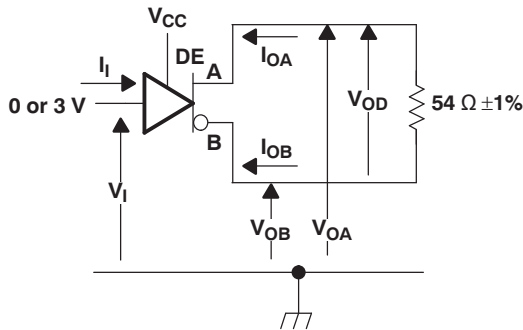 VCC
II
DE
A
IOA
0 or 3 V
VOD
54 Ω ±1%
B
IOB
VI
VOB
VOA